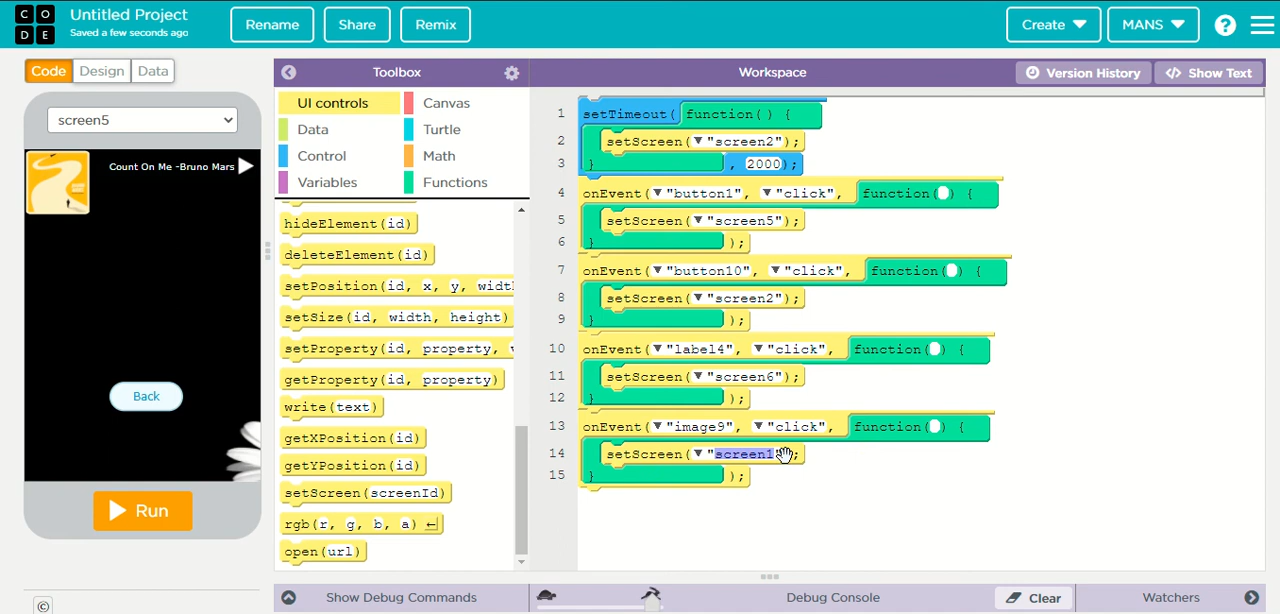 C O
D E
Untitled Project
Saved a few seconds ago
Rename
Share
Remix
Create
MANS
?
Code
Design
Data
Toolbox
Workspace
Version History
</> Show Text
screen5
Count On Me -Bruno Mars
Back
Run
UI controls
Canvas
Data
Turtle
Control
Math
Variables
Functions
hideElement(id)
deleteElement(id)
setPosition(id, x, y, widt
setSize(id, width, height)
setProperty(id, property,
getProperty(id, property)
write(text)
getXPosition(id)
getYPosition(id)
setScreen(screenId)
rgb(r, g, b, a)
open(url)
1 setTimeout( function( ) {
2 setScreen( "screen2");
3 } , 2000);
4 onEvent( "button1", "click", function( ) {
5 setScreen( "screen5");
6 } );
7 onEvent( "button10", "click", function( ) {
8 setScreen( "screen2");
9 } );
10 onEvent( "label4", "click", function( ) {
11 setScreen( "screen6");
12 } );
13 onEvent( "image9", "click", function( ) {
14 setScreen( "screen1 ;
15 } );
©
Show Debug Commands
Debug Console
Clear
Watchers